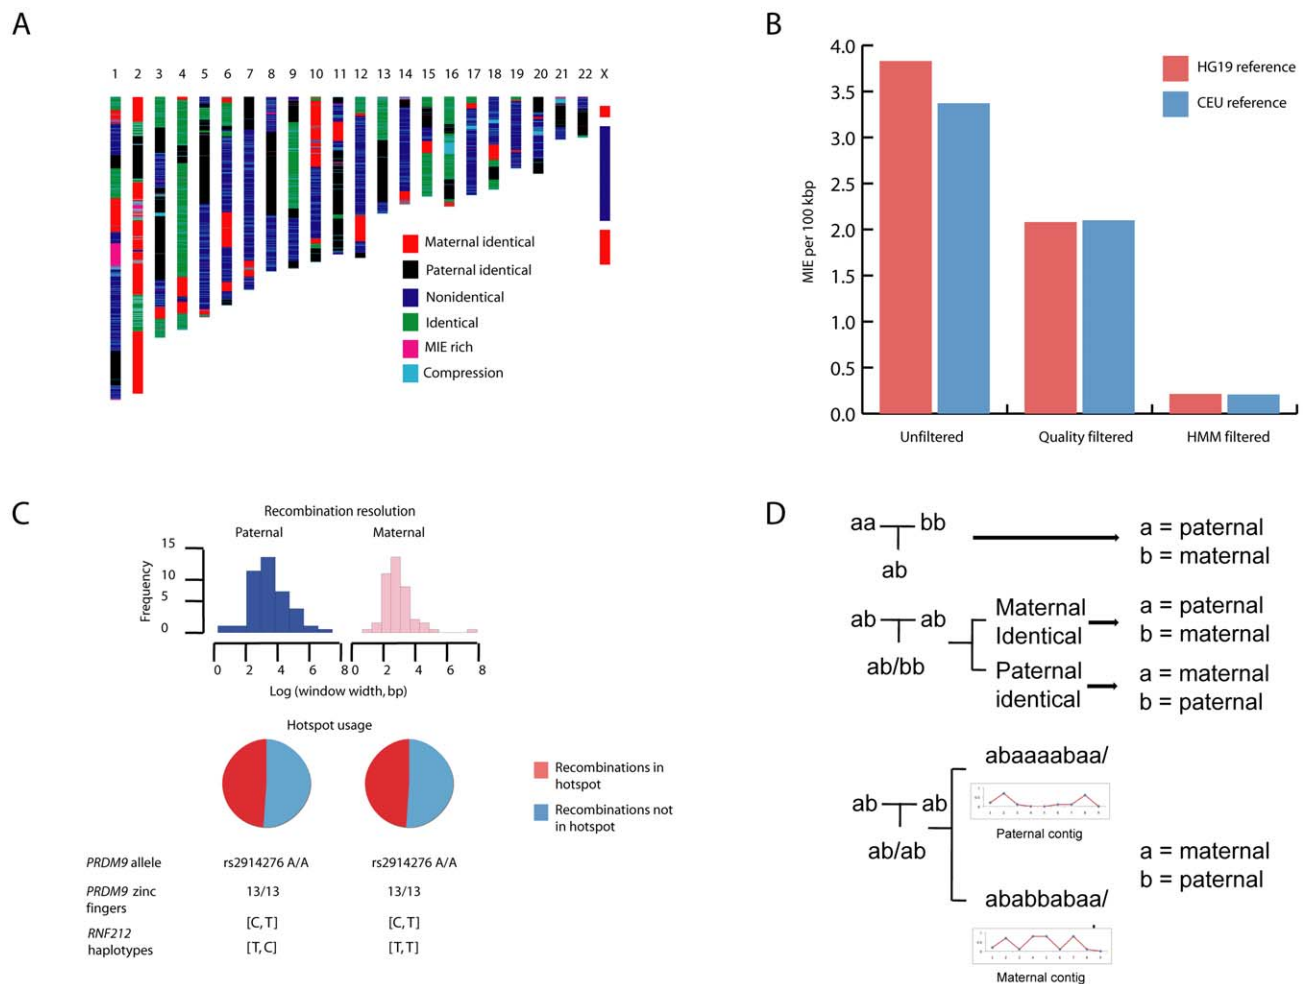 A
1 2 3 4 5 6 7 8 9 10 11 12 13 14 15 16 17 18 19 20 21 22 X
Maternal identical
Paternal identical
Nonidentical
Identical
MIE rich
Compression
B
MIE per 100 kbp
4.0
3.5
3.0
2.5
2.0
1.5
1.0
0.5
0.0
HG19 reference
CEU reference
Unfiltered Quality filtered HMM filtered
C
Recombination resolution
Paternal Maternal
Frequency
15
10
5
0
0 2 4 6 8 0 2 4 6 8
Log (window width, bp)
Hotspot usage
Recombinations in
hotspot
Recombinations not
in hotspot
PRDM9 allele rs2914276 A/A rs2914276 A/A
PRDM9 zinc
fingers
13/13 13/13
RNF212
haplotypes
[C, T] [C, T]
[T, C] [T, T]
D
aa bb
ab
a = paternal
b = maternal
ab ab
ab/bb
Maternal
Identical
a = paternal
b = maternal
Paternal
identical
a = maternal
b = paternal
abaaaabaa/
Paternal contig
ab ab
ab/ab
a = maternal
b = paternal
ababbabaa/
Maternal contig